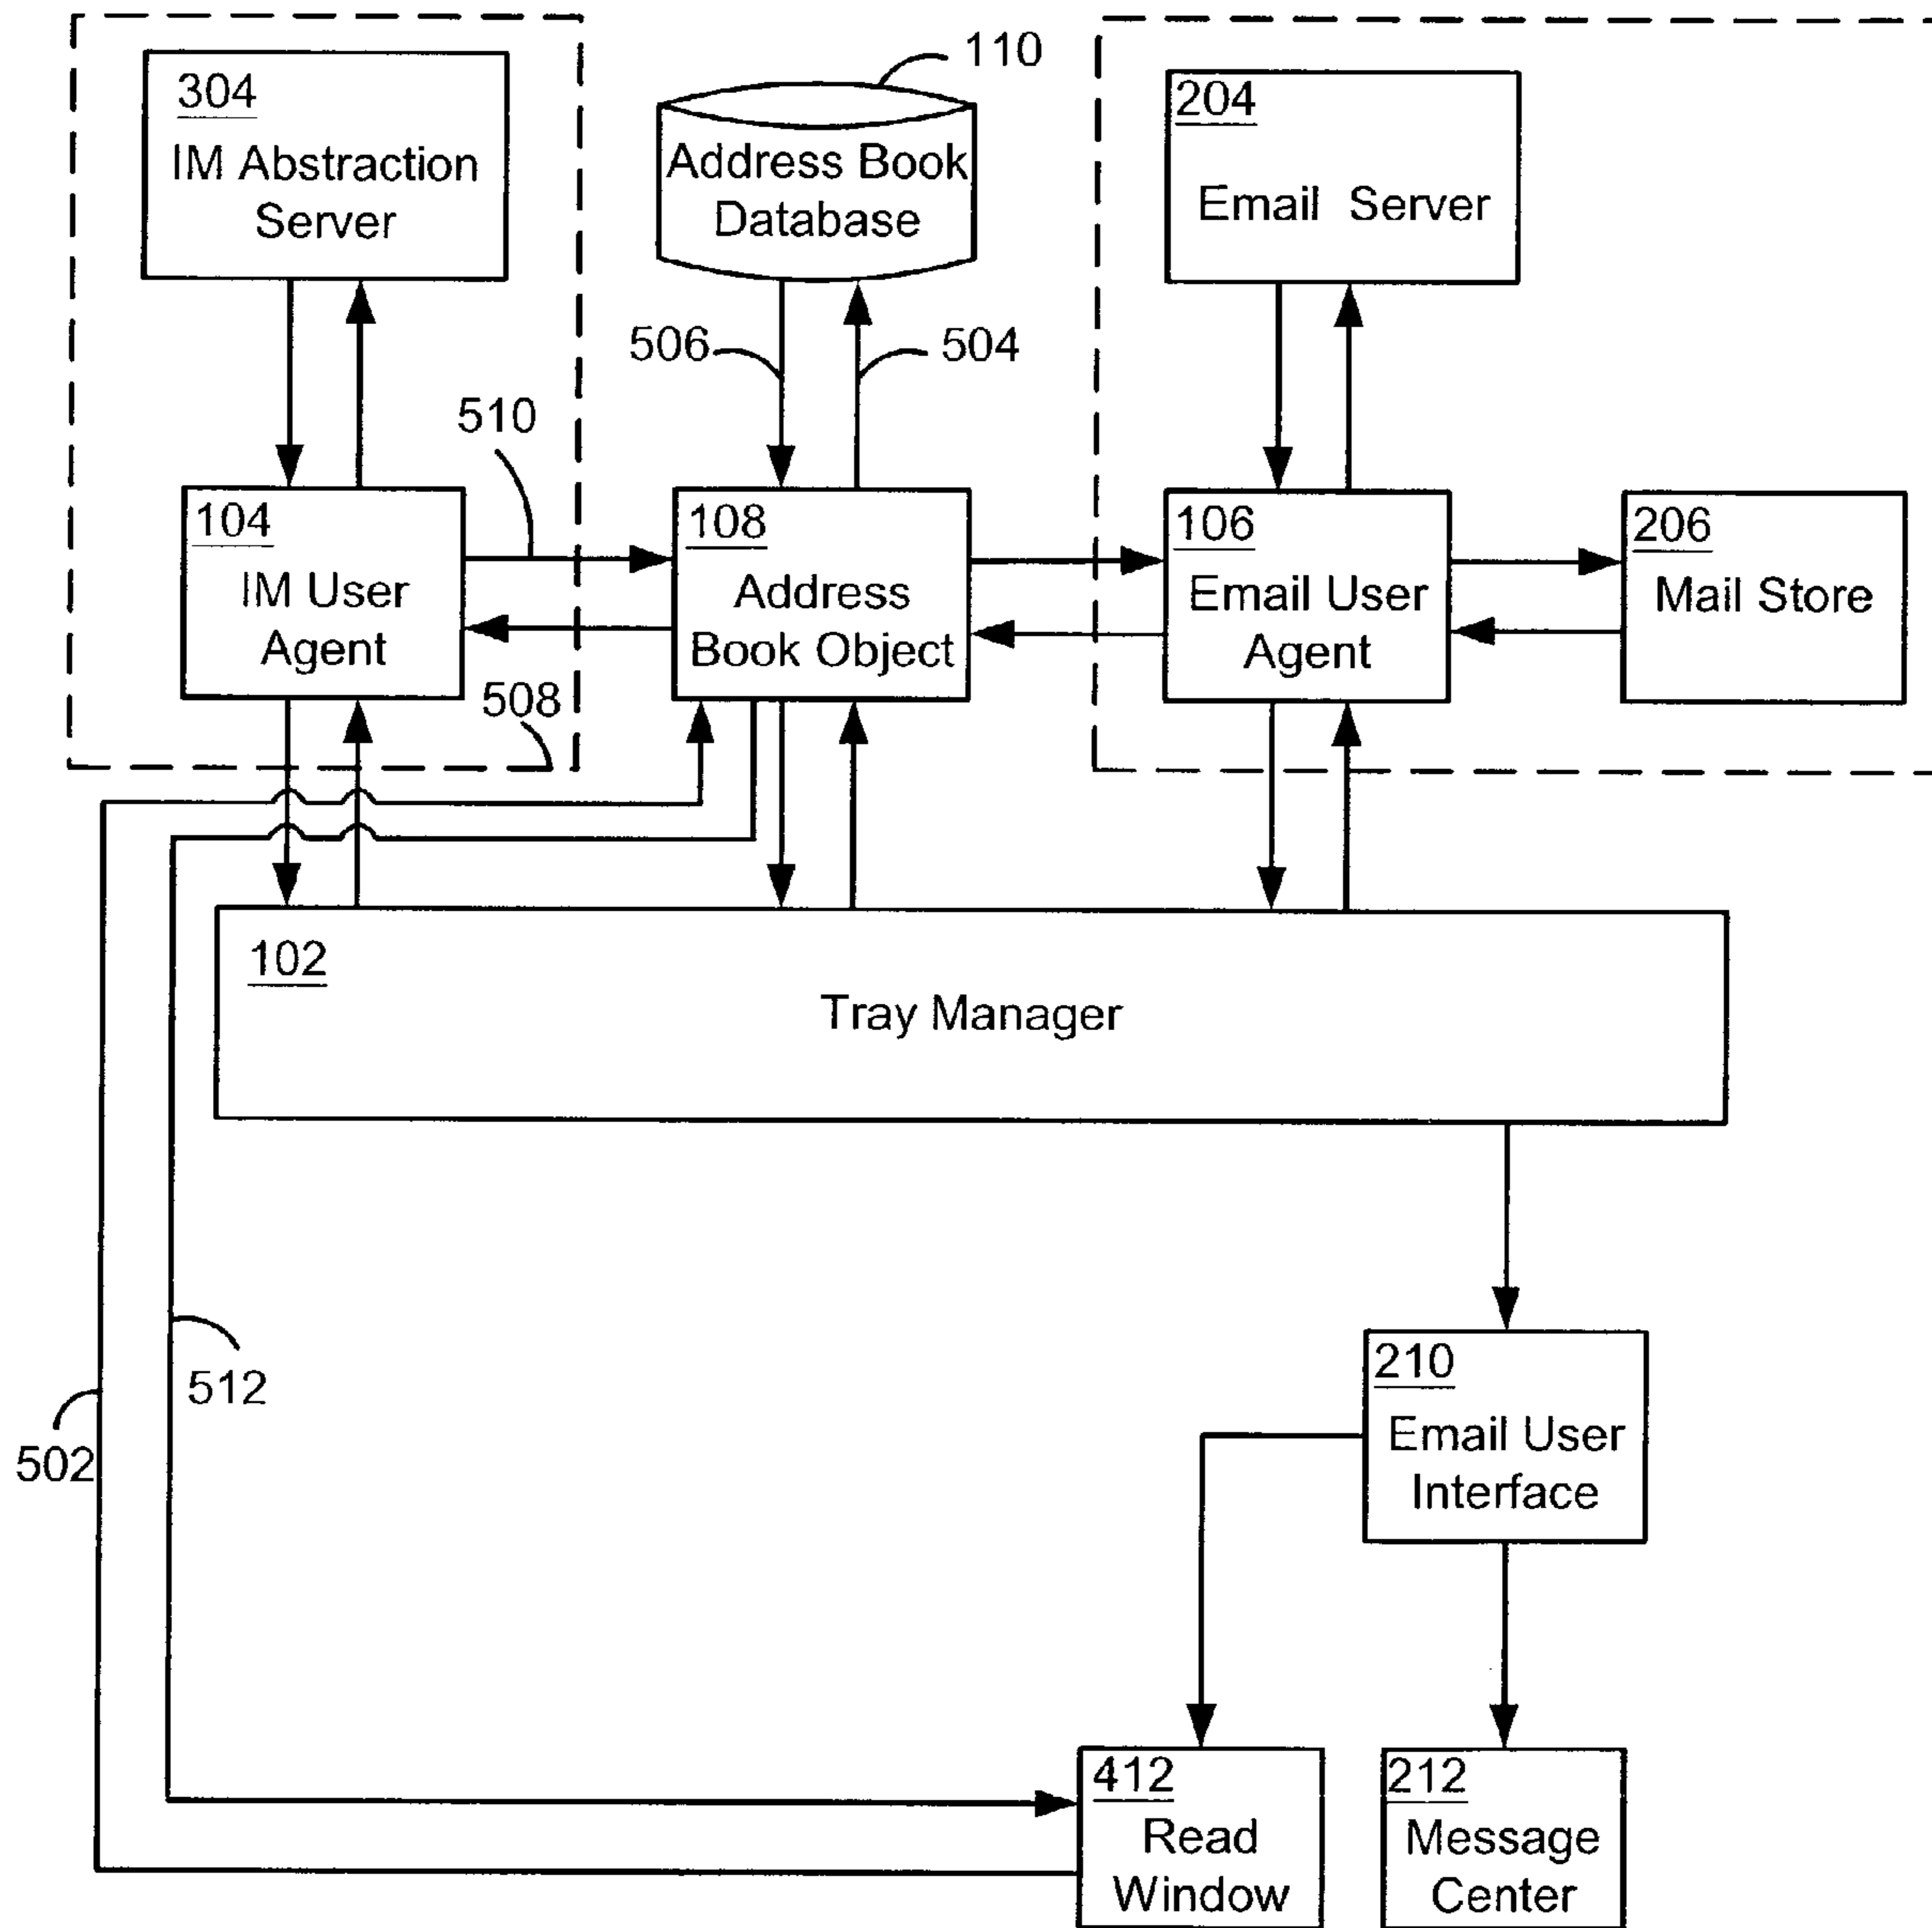 304
IM Abstraction
Server
110
Address Book
Database
204
Email Server
506
504
510
104
IM User
Agent
508
108
Address
Book Object
106
Email User
Agent
206
Mail Store
102
Tray Manager
512
502
210
Email User
Interface
412
Read
Window
212
Message
Center